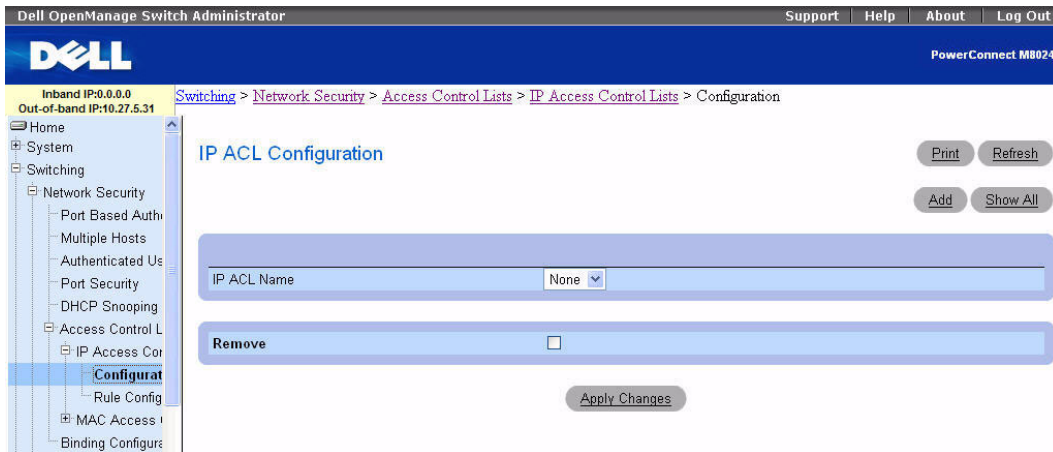 Dell OpenManage Switch Administrator
Support
Help
About
Log Out
DELL
PowerConnect M8024
Inband IP:0.0.0.0
Out-of-band IP:10.27.5.31
Switching > Network Security > Access Control Lists > IP Access Control Lists > Configuration
Home
System
Switching
Network Security
Port Based Auth
Multiple Hosts
Authenticated Us
Port Security
DHCP Snooping
Access Control L
IP Access Cor
Configurat
Rule Config
MAC Access
Binding Configura
IP ACL Configuration
Print
Refresh
Add
Show All
IP ACL Name
None
Remove
Apply Changes